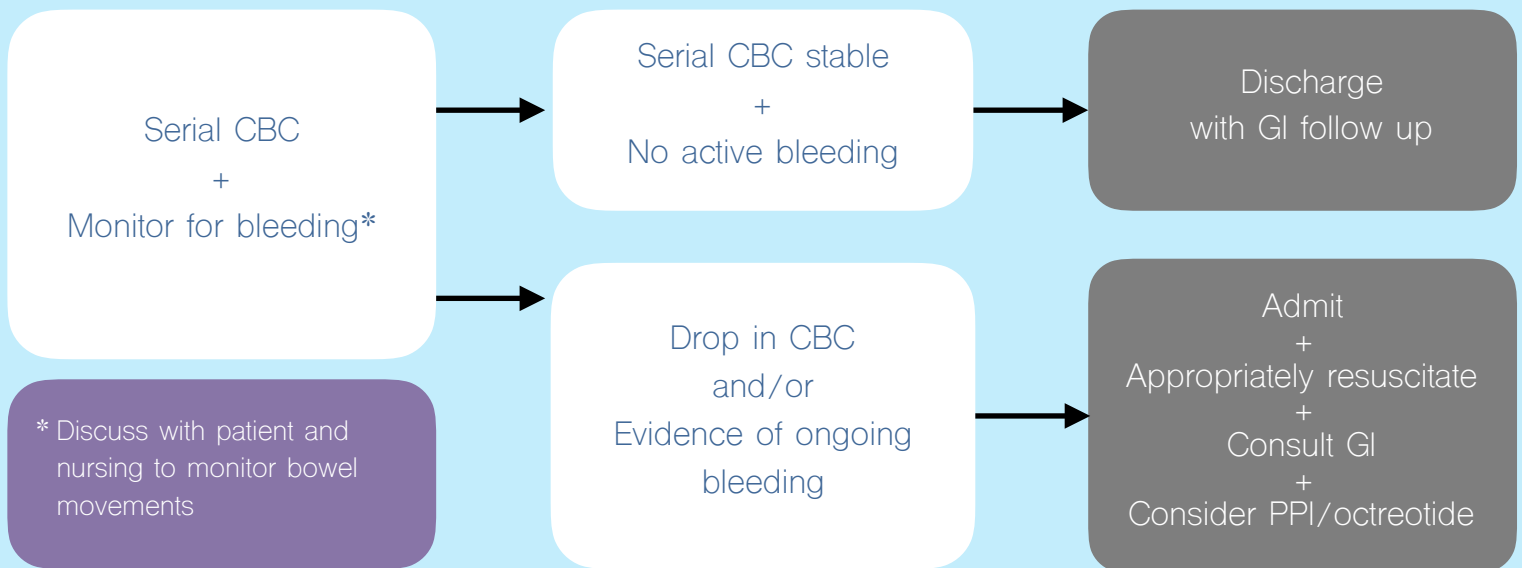 Serial CBC
+
Monitor for bleeding*
* Discuss with patient and
nursing to monitor bowel
movements
Serial CBC stable
+
No active bleeding
Drop in CBC
and/or
Evidence of ongoing
bleeding
Discharge
with GI follow up
Admit
+
Appropriately resuscitate
+
Consult GI
+
Consider PPI/octreotide